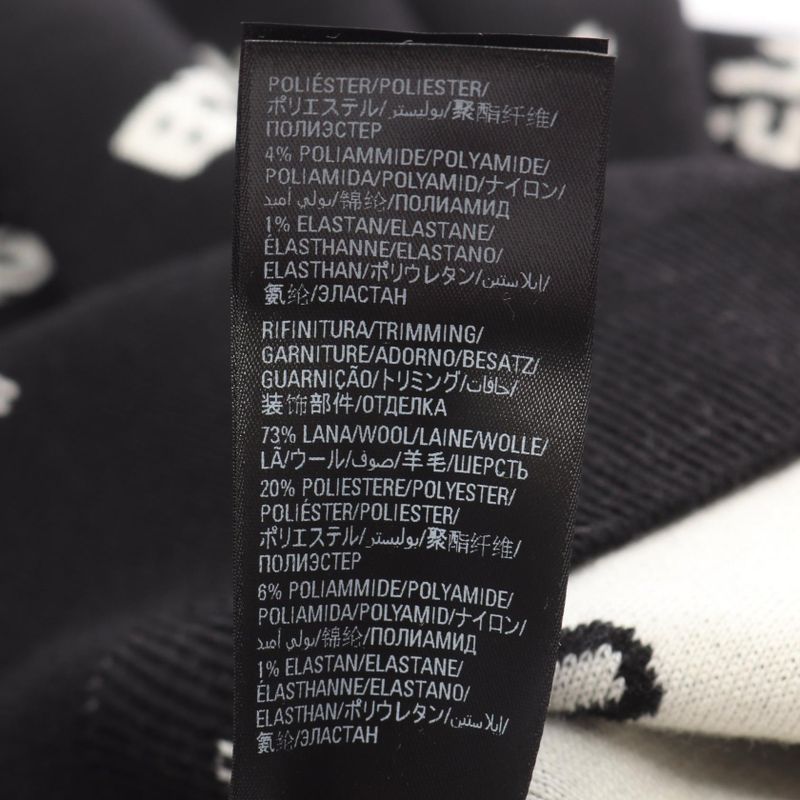 POLIÉSTER/POLIESTER/
ポリエステル/بوليستر/聚酯纤维/
ПОЛИЭСТЕР
4% POLIAMMIDE/POLYAMIDE/
POLIAMIDA/POLYAMID/ナイロン/
بولي أميد/锦纶/ПОЛИАМИД
1% ELASTAN/ELASTANE/
ÉLASTHANNE/ELASTANO/
ELASTHAN/ポリウレタン/إيلاستين/
氨纶/ЭЛАСТАН
RIFINITURA/TRIMMING/
GARNITURE/ADORNO/BESATZ/
GUARNIÇÃO/トリミング/حافات/
装饰部件/ОТДЕЛКА
73% LANA/WOOL/LAINE/WOLLE/
LÃ/ウール/صوف/羊毛/ШЕРСТЬ
20% POLIESTERE/POLYESTER/
POLIÉSTER/POLIESTER/
ポリエステル/بوليستر/聚酯纤维/
ПОЛИЭСТЕР
6% POLIAMMIDE/POLYAMIDE/
POLIAMIDA/POLYAMID/ナイロン/
بولي أميد/锦纶/ПОЛИАМИД
1% ELASTAN/ELASTANE/
ÉLASTHANNE/ELASTANO/
ELASTHAN/ポリウレタン/إيلاستين/
氨纶/ЭЛАСТАН